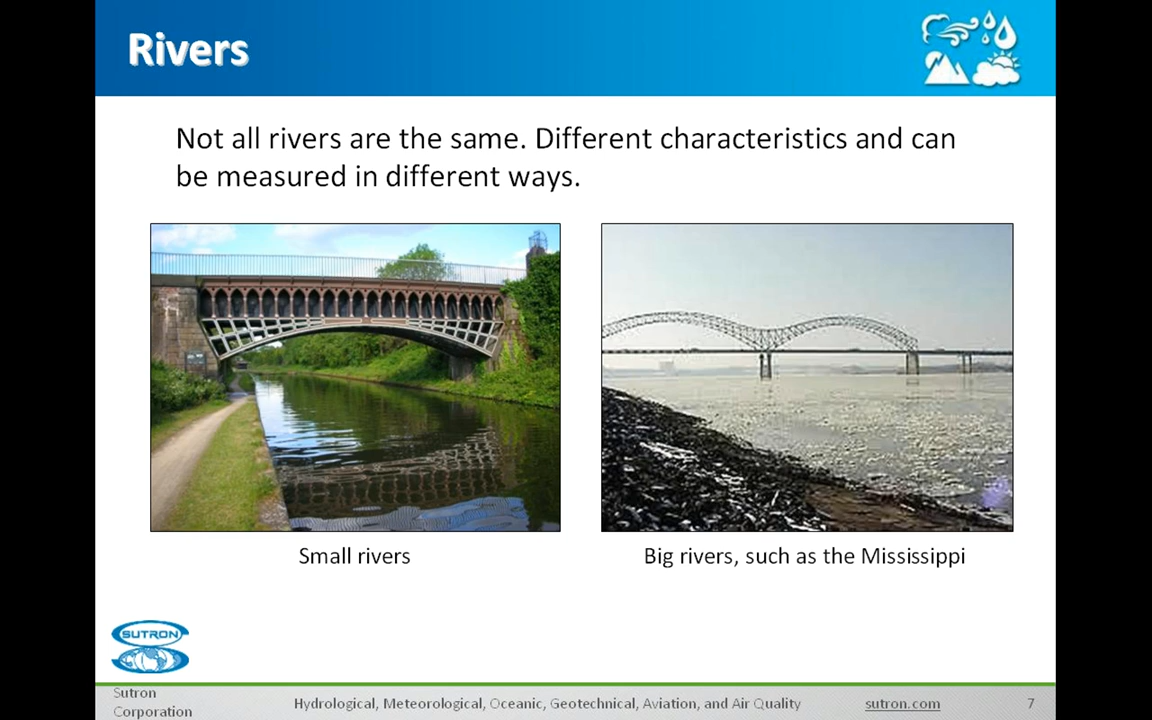 Rivers
Not all rivers are the same. Different characteristics and can
be measured in different ways.
Small rivers
Big rivers, such as the Mississippi
SUTRON
Sutron
Corporation
Hydrological, Meteorological, Oceanic, Geotechnical, Aviation, and Air Quality
sutron.com
7